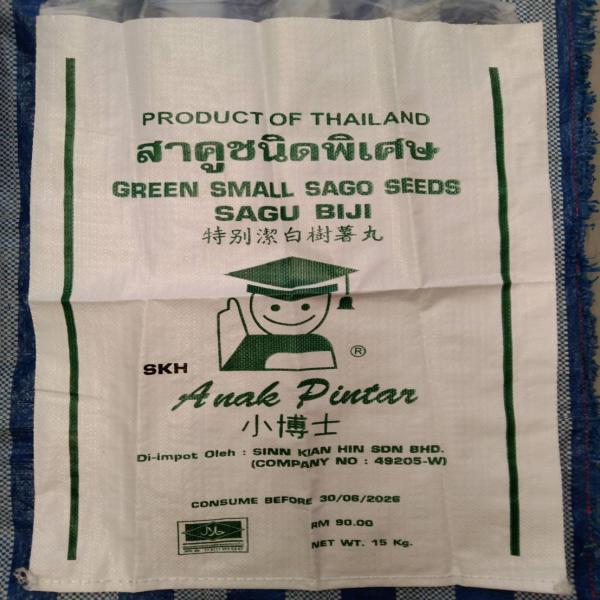 PRODUCT OF THAILAND
สาคูชนิดพิเศษ
GREEN SMALL SAGO SEEDS
SAGU BIJI
特别潔白樹薯丸
®
SKH
Anak Pintar
小博士
Di-impot Oleh : SINN KIAN HIN SDN BHD.
(COMPANY NO : 49205-W)
CONSUME BEFORE 30/06/2026
حلال
RM 90.00
NET WT. 15 Kg.